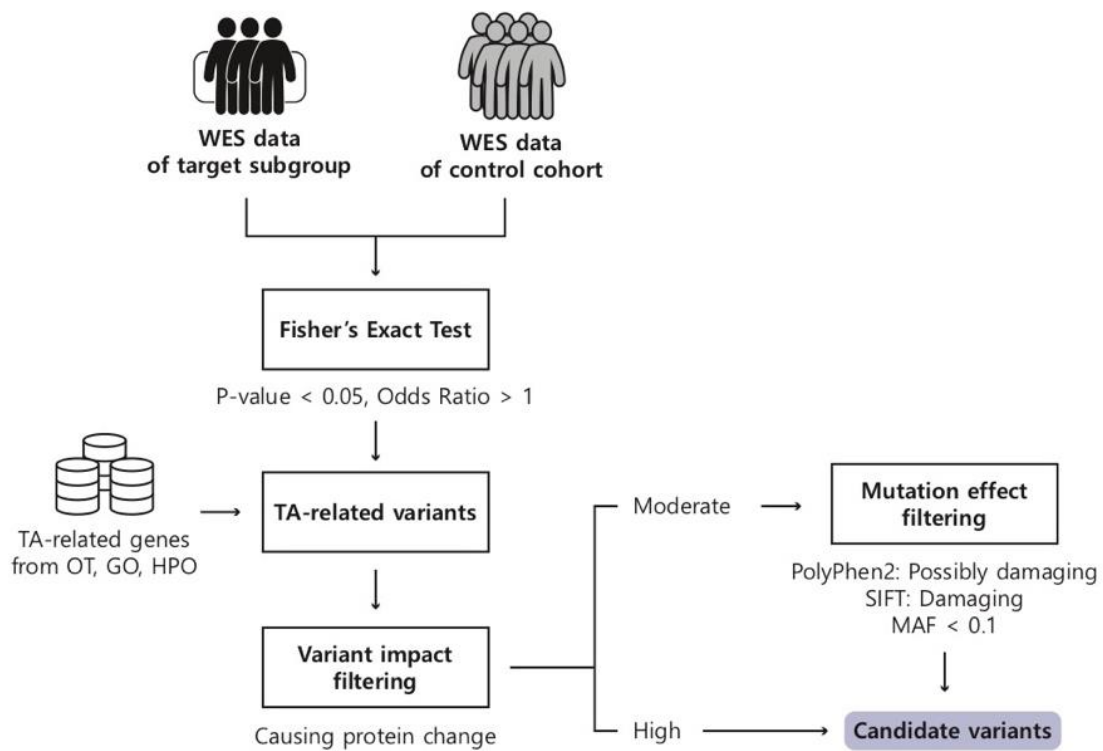 WES data
of target subgroup
WES data
of control cohort
Fisher's Exact Test
P-value < 0.05, Odds Ratio > 1
TA-related genes
from OT, GO, HPO
TA-related variants
Variant impact
filtering
Causing protein change
Moderate
High
Mutation effect
filtering
PolyPhen2: Possibly damaging
SIFT: Damaging
MAF < 0.1
Candidate variants